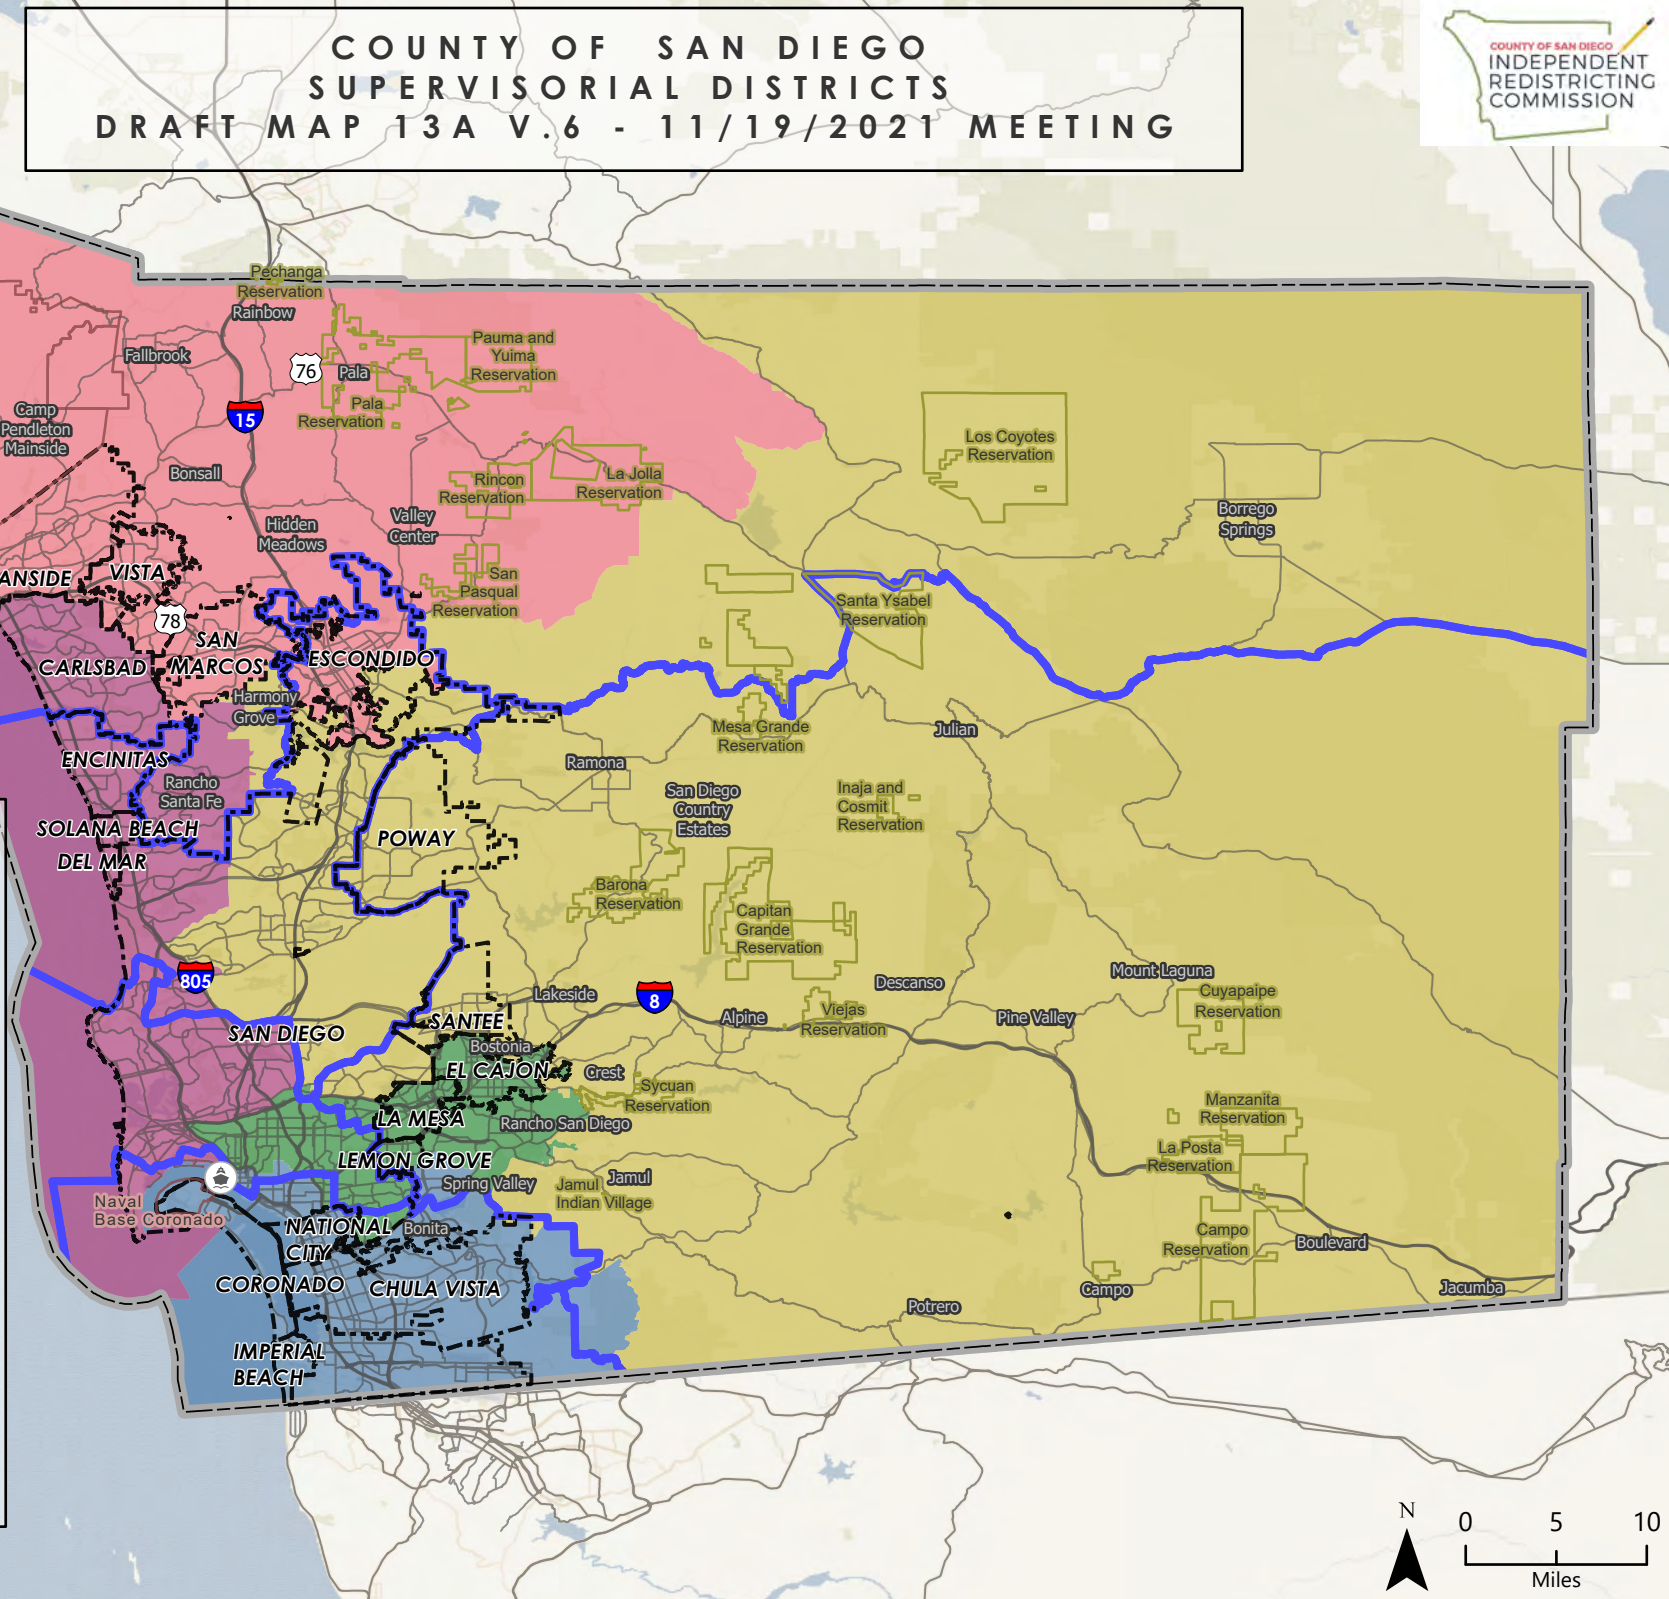 COUNTY OF SAN DIEGO
SUPERVISORIAL DISTRICTS
DRAFT MAP 13A V.6 - 11/19/2021 MEETING
COUNTY OF SAN DIEGO
INDEPENDENT
REDISTRICTING
COMMISSION
Pechanga
Reservation
Rainbow
Fallbrook
76
Pala
Pauma and
Yuima
Reservation
Pala
Reservation
15
Camp
Pendleton
Mainside
Bonsall
Los Coyotes
Reservation
Rincon
Reservation
La Jolla
Reservation
Valley
Center
Hidden
Meadows
Borrego
Springs
ANSIDE
VISTA
San
Pasqual
Reservation
Santa Ysabel
Reservation
78
SAN
MARCOS
CARLSBAD
ESCONDIDO
Harmony
Grove
Mesa Grande
Reservation
Julian
ENCINITAS
Ramona
Rancho
Santa Fe
San Diego
Country
Estates
Inaja and
Cosmit
Reservation
SOLANA BEACH
DEL MAR
POWAY
Barona
Reservation
Capitan
Grande
Reservation
805
8
Lakeside
Descanso
Mount Laguna
Cuyapaipe
Reservation
Alpine
Viejas
Reservation
Pine Valley
SAN DIEGO
SANTEE
Bostonia
EL CAJON
Crest
Sycuan
Reservation
LA MESA
Rancho San Diego
Manzanita
Reservation
La Posta
Reservation
LEMON GROVE
Spring Valley
Jamul
Jamul
Indian Village
Naval
Base Coronado
NATIONAL
CITY
Bonita
Campo
Reservation
Boulevard
CORONADO
CHULA VISTA
Campo
Jacumba
Potrero
IMPERIAL
BEACH
N
0 5 10
Miles